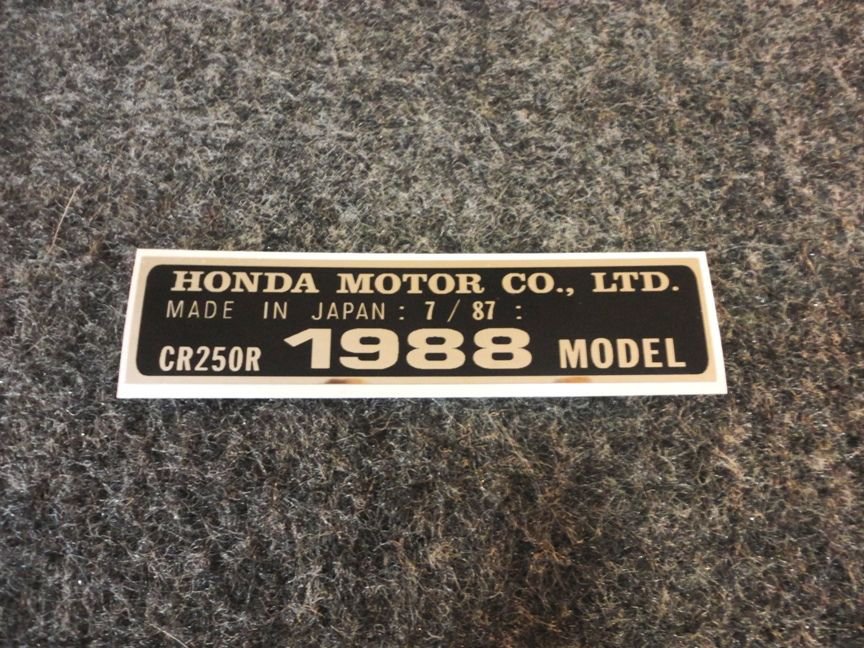 HONDA MOTOR CO., LTD.
MADE IN JAPAN : 7 / 87 :
CR250R 1988 MODEL